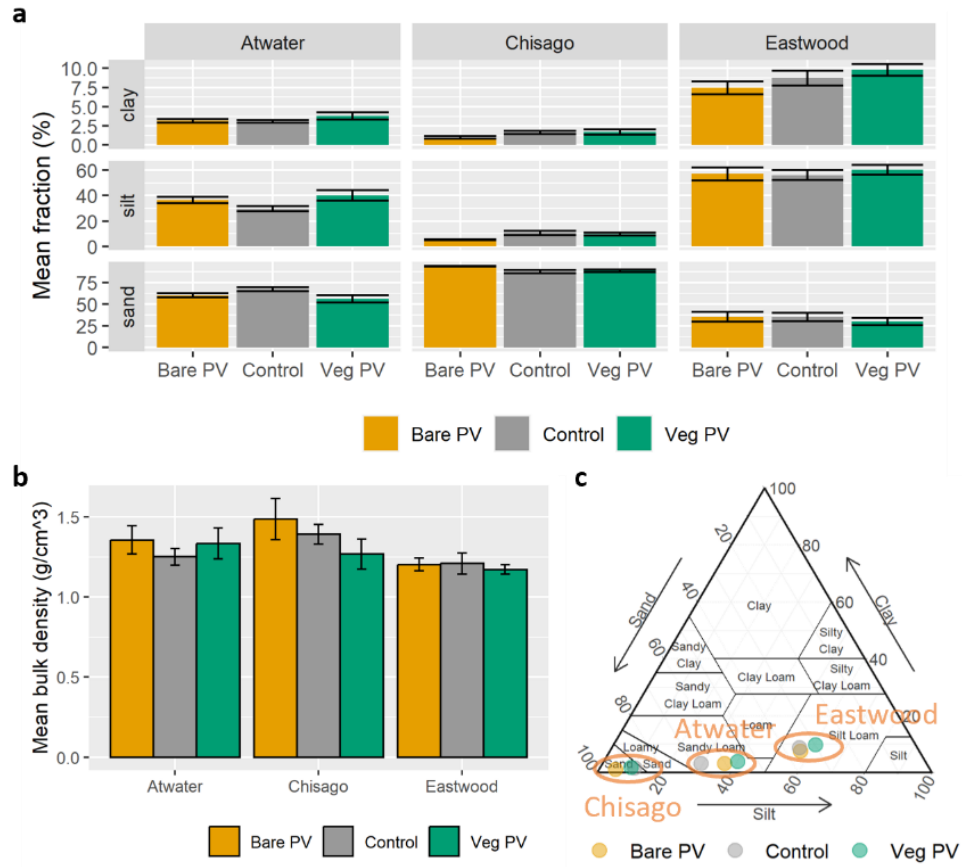 a
Atwater Chisago Eastwood
Mean fraction (%)
clay
10.0
7.5
5.0
2.5
0.0
silt
60
40
20
0
sand
75
50
25
0
Bare PV Control Veg PV Bare PV Control Veg PV Bare PV Control Veg PV
Bare PV Control Veg PV
b
Mean bulk density (g/cm^3)
1.5
1.0
0.5
0.0
Atwater Chisago Eastwood
Bare PV Control Veg PV
c
100
20
80
Sand
Clay
40
60
Clay
60
Sandy
Clay
Silty
Clay
40
Clay Loam
Silty
Clay Loam
80
Sandy
Clay Loam
20
Loam
Atwater
Eastwood
Silt Loam
Loamy
Sand
Sandy Loam
Sand
Silt
100
20
40
60
80
100
Chisago
Silt
Bare PV Control Veg PV